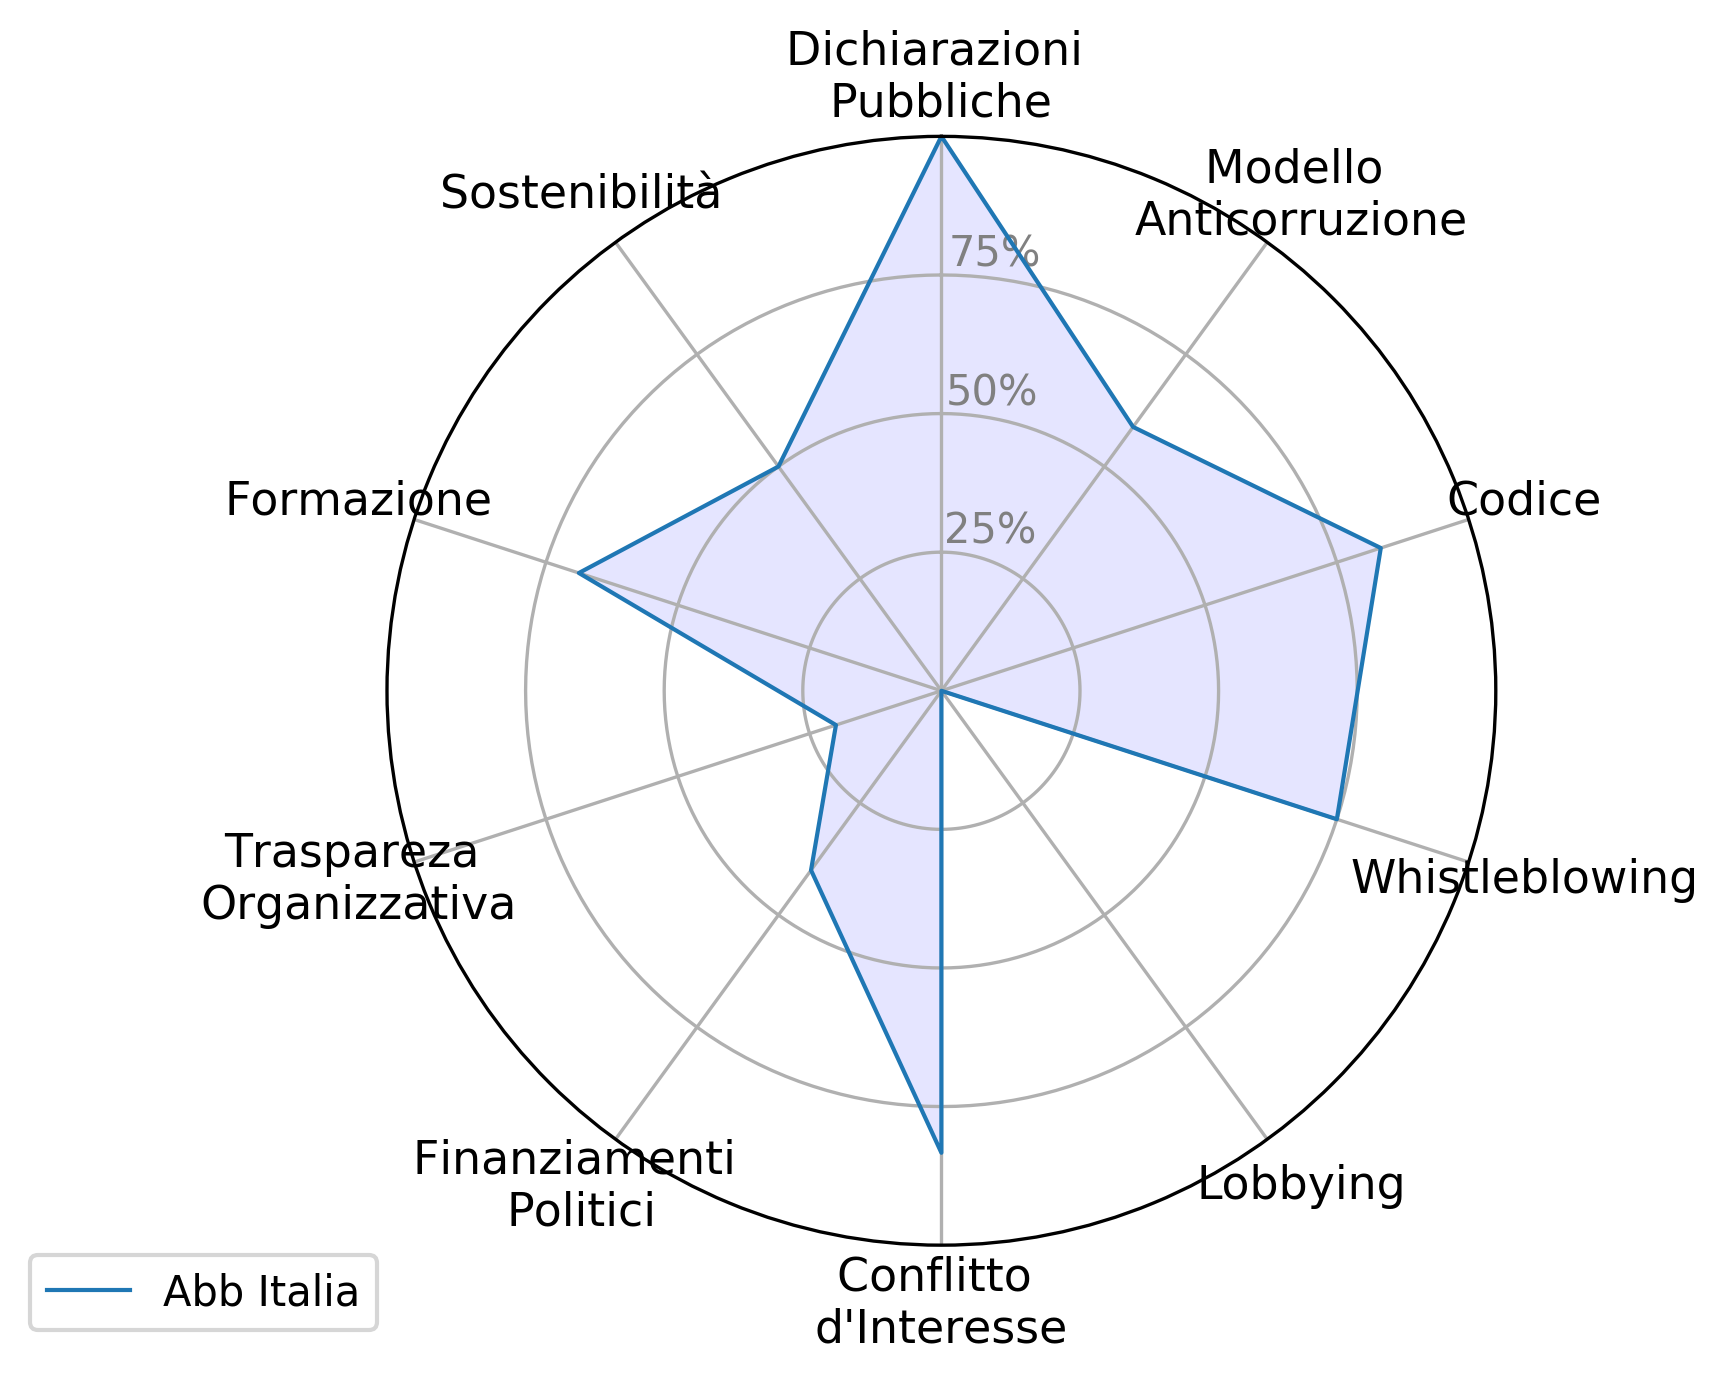 Dichiarazioni
Pubbliche
Modello
Anticorruzione
Sostenibilità
75%
50%
25%
Formazione
Codice
Traspareza
Organizzativa
Whistleblowing
Finanziamenti
Politici
Lobbying
Conflitto
d'Interesse
Abb Italia